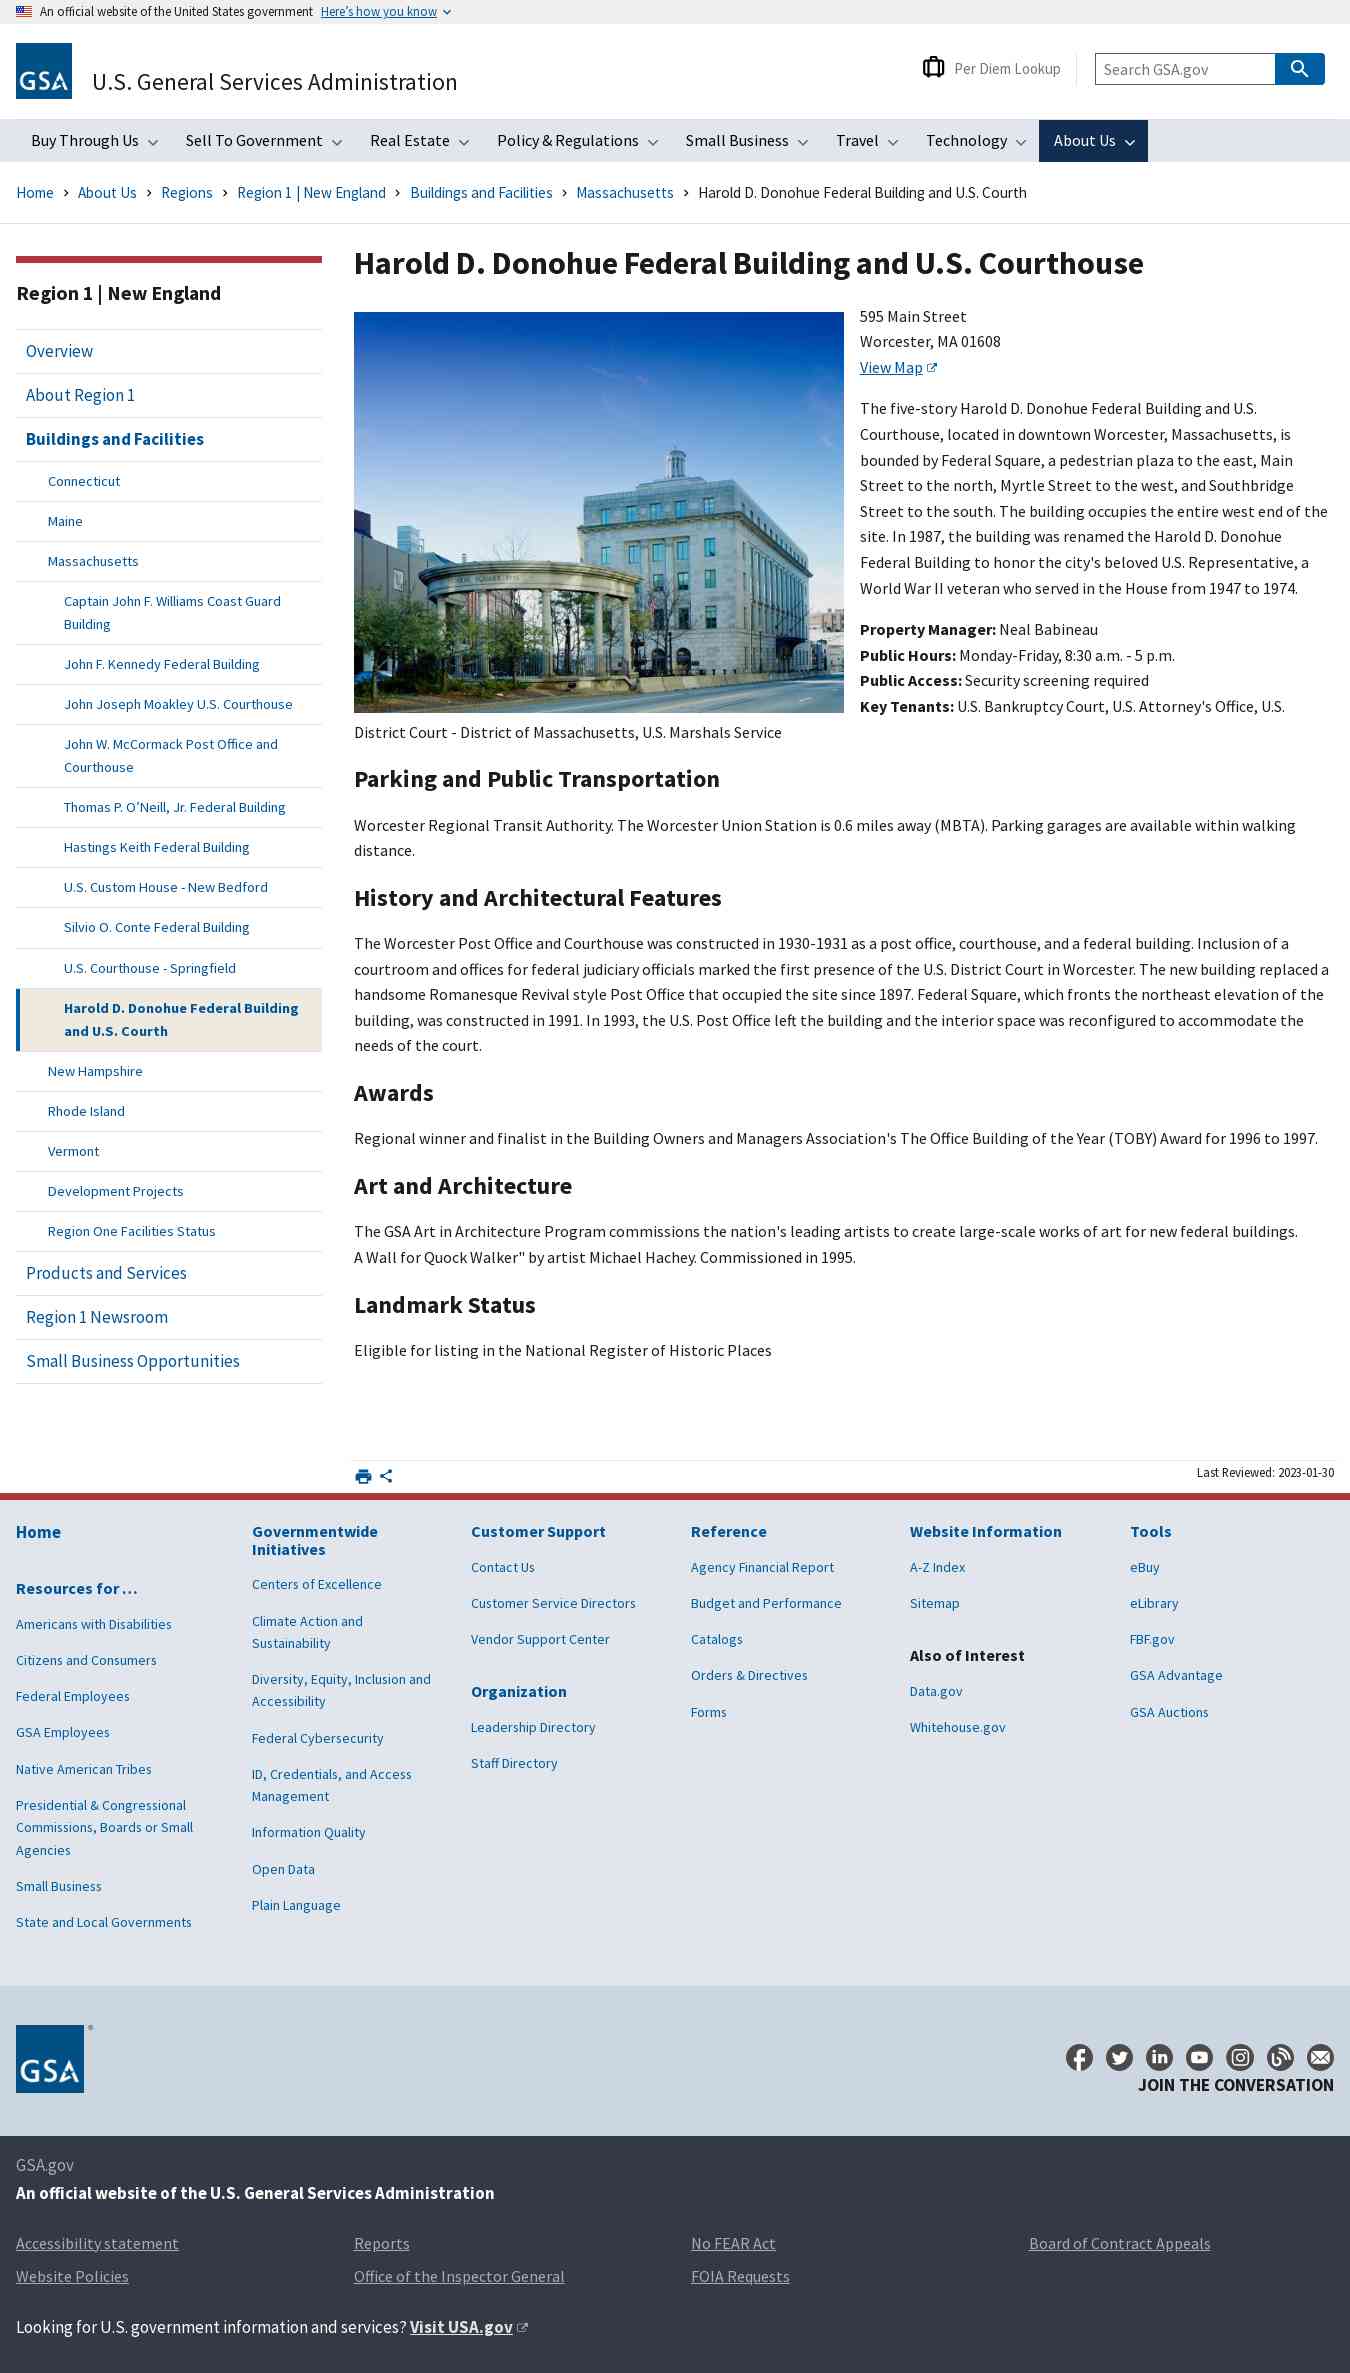 An official website of the United States government Here's how you know
GSA
U.S. General Services Administration
Per Diem Lookup
Search GSA.gov
Buy Through Us Sell To Government Real Estate Policy & Regulations Small Business Travel Technology About Us
Home > About Us > Regions > Region 1 | New England > Buildings and Facilities > Massachusetts > Harold D. Donohue Federal Building and U.S. Courth
Region 1 | New England
Overview
About Region 1
Buildings and Facilities
Connecticut
Maine
Massachusetts
Captain John F. Williams Coast Guard
Building
John F. Kennedy Federal Building
John Joseph Moakley U.S. Courthouse
John W. McCormack Post Office and
Courthouse
Thomas P. O'Neill, Jr. Federal Building
Hastings Keith Federal Building
U.S. Custom House - New Bedford
Silvio O. Conte Federal Building
U.S. Courthouse - Springfield
Harold D. Donohue Federal Building
and U.S. Courth
New Hampshire
Rhode Island
Vermont
Development Projects
Region One Facilities Status
Products and Services
Region 1 Newsroom
Small Business Opportunities
Harold D. Donohue Federal Building and U.S. Courthouse
595 Main Street
Worcester, MA 01608
View Map
The five-story Harold D. Donohue Federal Building and U.S.
Courthouse, located in downtown Worcester, Massachusetts, is
bounded by Federal Square, a pedestrian plaza to the east, Main
Street to the north, Myrtle Street to the west, and Southbridge
Street to the south. The building occupies the entire west end of the
site. In 1987, the building was renamed the Harold D. Donohue
Federal Building to honor the city's beloved U.S. Representative, a
World War II veteran who served in the House from 1947 to 1974.
Property Manager: Neal Babineau
Public Hours: Monday-Friday, 8:30 a.m. - 5 p.m.
Public Access: Security screening required
Key Tenants: U.S. Bankruptcy Court, U.S. Attorney's Office, U.S.
District Court - District of Massachusetts, U.S. Marshals Service
Parking and Public Transportation
Worcester Regional Transit Authority. The Worcester Union Station is 0.6 miles away (MBTA). Parking garages are available within walking
distance.
History and Architectural Features
The Worcester Post Office and Courthouse was constructed in 1930-1931 as a post office, courthouse, and a federal building. Inclusion of a
courtroom and offices for federal judiciary officials marked the first presence of the U.S. District Court in Worcester. The new building replaced a
handsome Romanesque Revival style Post Office that occupied the site since 1897. Federal Square, which fronts the northeast elevation of the
building, was constructed in 1991. In 1993, the U.S. Post Office left the building and the interior space was reconfigured to accommodate the
needs of the court.
Awards
Regional winner and finalist in the Building Owners and Managers Association's The Office Building of the Year (TOBY) Award for 1996 to 1997.
Art and Architecture
The GSA Art in Architecture Program commissions the nation's leading artists to create large-scale works of art for new federal buildings.
A Wall for Quock Walker" by artist Michael Hachey. Commissioned in 1995.
Landmark Status
Eligible for listing in the National Register of Historic Places
Last Reviewed: 2023-01-30
Home
Resources for …
Americans with Disabilities
Citizens and Consumers
Federal Employees
GSA Employees
Native American Tribes
Presidential & Congressional
Commissions, Boards or Small
Agencies
Small Business
State and Local Governments
Governmentwide
Initiatives
Centers of Excellence
Climate Action and
Sustainability
Diversity, Equity, Inclusion and
Accessibility
Federal Cybersecurity
ID, Credentials, and Access
Management
Information Quality
Open Data
Plain Language
Customer Support
Contact Us
Customer Service Directors
Vendor Support Center
Organization
Leadership Directory
Staff Directory
Reference
Agency Financial Report
Budget and Performance
Catalogs
Orders & Directives
Forms
Website Information
A-Z Index
Sitemap
Also of Interest
Data.gov
Whitehouse.gov
Tools
eBuy
eLibrary
FBF.gov
GSA Advantage
GSA Auctions
GSA
JOIN THE CONVERSATION
GSA.gov
An official website of the U.S. General Services Administration
Accessibility statement Reports No FEAR Act Board of Contract Appeals
Website Policies Office of the Inspector General FOIA Requests
Looking for U.S. government information and services? Visit USA.gov